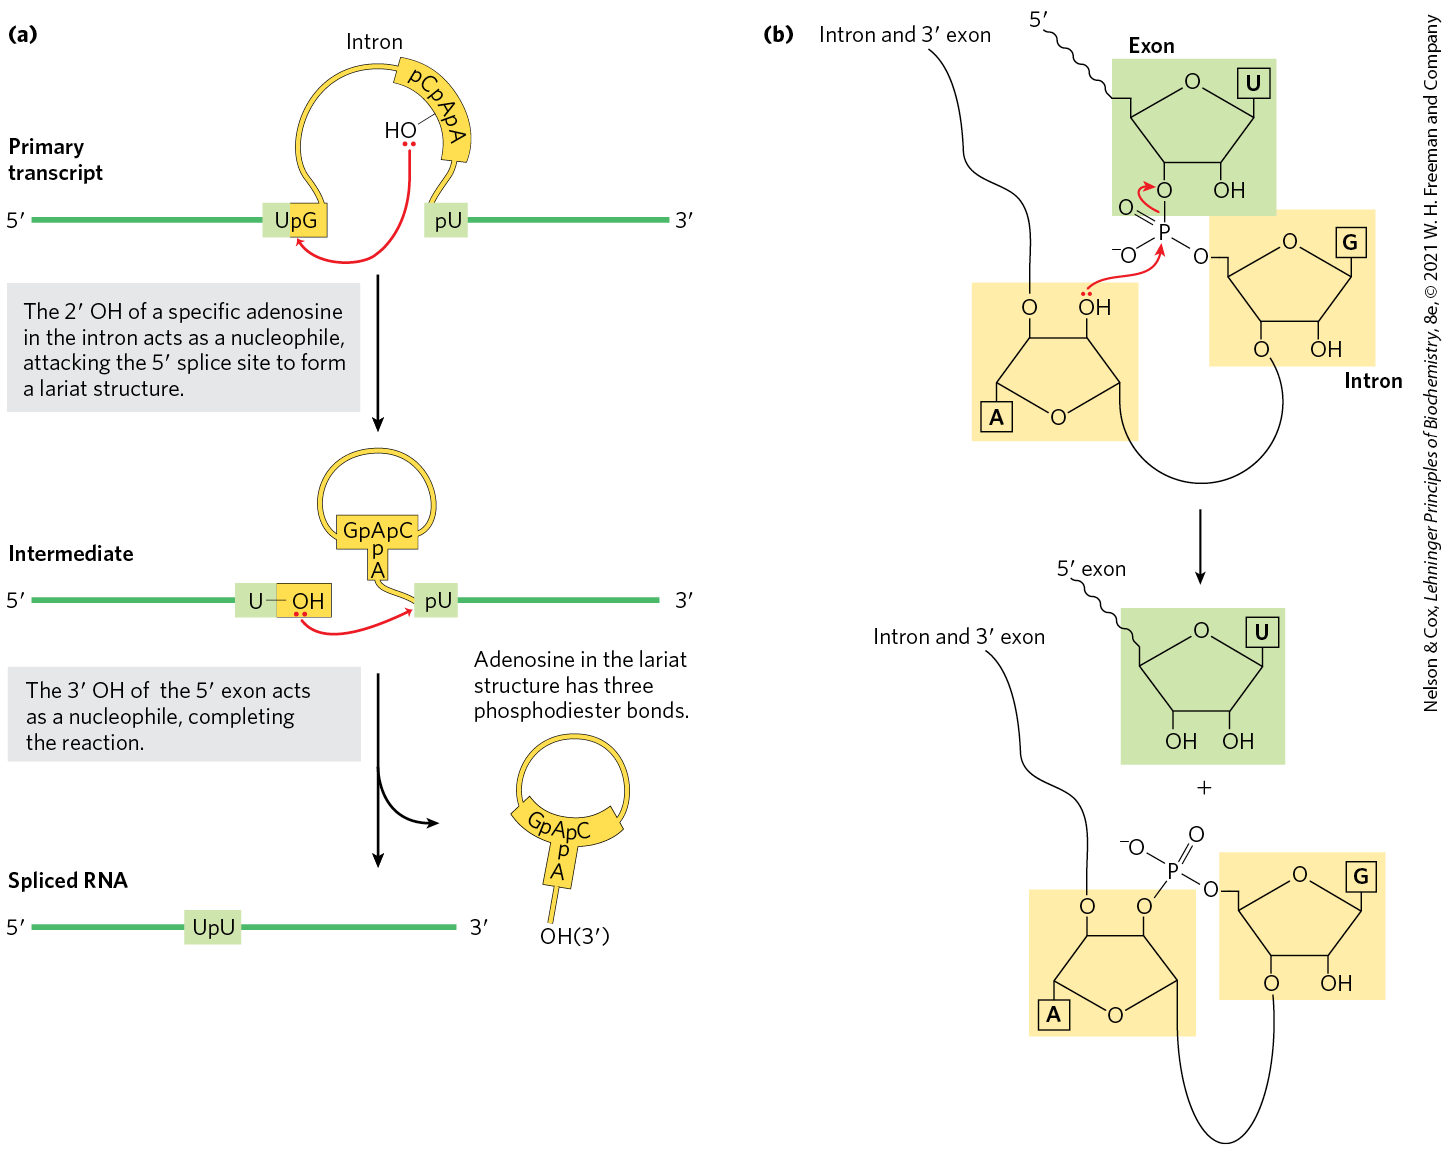 (a)
Intron
pCpApA
HO
Primary
transcript
5′
UpG
pU
3′
The 2′ OH of a specific adenosine
in the intron acts as a nucleophile,
attacking the 5′ splice site to form
a lariat structure.
GpApC
p
A
Intermediate
5′
U
OH
pU
3′
The 3′ OH of the 5′ exon acts
as a nucleophile, completing
the reaction.
Adenosine in the lariat
structure has three
phosphodiester bonds.
GpApC
p
A
OH(3′)
Spliced RNA
5′
UpU
3′
(b)
Intron and 3′ exon
5′
Exon
O
U
O
OH
O
P
−O
O
O
G
O
OH
O
OH
Intron
A
O
5′ exon
Intron and 3′ exon
O
U
OH
OH
+
−O
O
P
O
O
G
O
O
O
OH
A
O
Nelson & Cox, Lehninger Principles of Biochemistry, 8e, © 2021 W. H. Freeman and Company